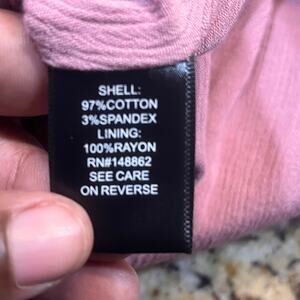 SHELL:
97%COTTON
3%SPANDEX
LINING:
100%RAYON
RN#148862
SEE CARE
ON REVERSE